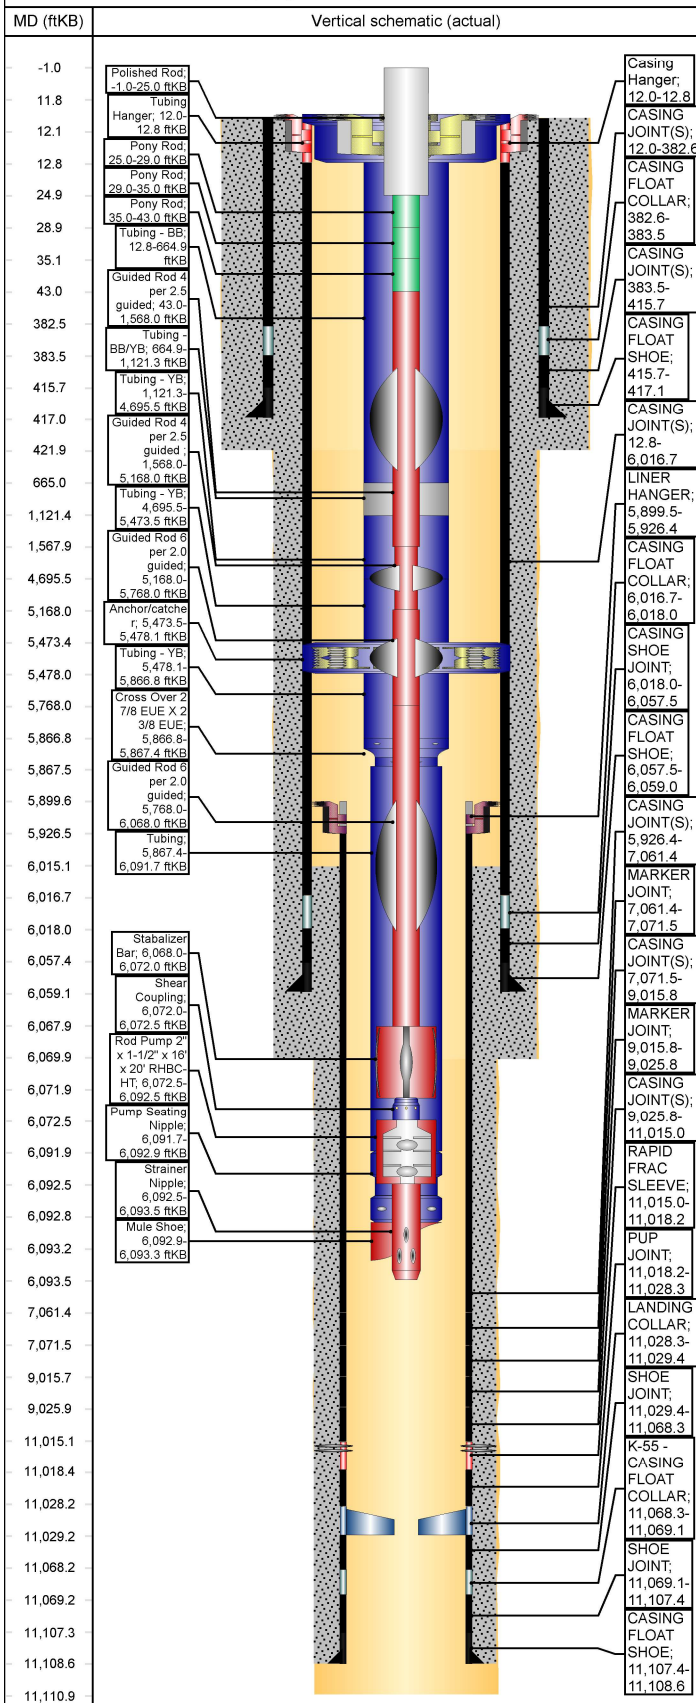 MD (ftKB)
Vertical schematic (actual)
-1.0
11.8
12.1
12.8
24.9
28.9
35.1
43.0
382.5
383.5
415.7
417.0
421.9
665.0
1,121.4
1,567.9
4,695.5
5,168.0
5,473.4
5,478.0
5,768.0
5,866.8
5,867.5
5,899.6
5,926.5
6,015.1
6,016.7
6,018.0
6,057.4
6,059.1
6,067.9
6,069.9
6,071.9
6,072.5
6,091.9
6,092.5
6,092.8
6,093.2
6,093.5
7,061.4
7,071.5
9,015.7
9,025.9
11,015.1
11,018.4
11,028.2
11,029.2
11,068.2
11,069.2
11,107.3
11,108.6
11,110.9
Polished Rod;
-1.0-25.0 ftKB
Tubing
Hanger; 12.0-
12.8 ftKB
Pony Rod;
25.0-29.0 ftKB
Pony Rod;
29.0-35.0 ftKB
Pony Rod;
35.0-43.0 ftKB
Tubing - BB;
12.8-664.9
ftKB
Guided Rod 4
per 2.5
guided; 43.0-
1,568.0 ftKB
Tubing -
BB/YB; 664.9-
1,121.3 ftKB
Tubing - YB;
1,121.3-
4,695.5 ftKB
Guided Rod 4
per 2.5
guided ;
1,568.0-
5,168.0 ftKB
Tubing - YB;
4,695.5-
5,473.5 ftKB
Guided Rod 6
per 2.0
guided;
5,168.0-
5,768.0 ftKB
Anchor/catche
r; 5,473.5-
5,478.1 ftKB
Tubing - YB;
5,478.1-
5,866.8 ftKB
Cross Over 2
7/8 EUE X 2
3/8 EUE;
5,866.8-
5,867.4 ftKB
Guided Rod 6
per 2.0
guided;
5,768.0-
6,068.0 ftKB
Tubing;
5,867.4-
6,091.7 ftKB
Stabalizer
Bar; 6,068.0-
6,072.0 ftKB
Shear
Coupling;
6,072.0-
6,072.5 ftKB
Rod Pump 2"
x 1-1/2" x 16'
x 20' RHBC-
HT; 6,072.5-
6,092.5 ftKB
Pump Seating
Nipple;
6,091.7-
6,092.9 ftKB
Strainer
Nipple;
6,092.5-
6,093.5 ftKB
Mule Shoe;
6,092.9-
6,093.3 ftKB
Casing
Hanger;
12.0-12.8
CASING
JOINT(S);
12.0-382.6
CASING
FLOAT
COLLAR;
382.6-
383.5
CASING
JOINT(S);
383.5-
415.7
CASING
FLOAT
SHOE;
415.7-
417.1
CASING
JOINT(S);
12.8-
6,016.7
LINER
HANGER;
5,899.5-
5,926.4
CASING
FLOAT
COLLAR;
6,016.7-
6,018.0
CASING
SHOE
JOINT;
6,018.0-
6,057.5
CASING
FLOAT
SHOE;
6,057.5-
6,059.0
CASING
JOINT(S);
5,926.4-
7,061.4
MARKER
JOINT;
7,061.4-
7,071.5
CASING
JOINT(S);
7,071.5-
9,015.8
MARKER
JOINT;
9,015.8-
9,025.8
CASING
JOINT(S);
9,025.8-
11,015.0
RAPID
FRAC
SLEEVE;
11,015.0-
11,018.2
PUP
JOINT;
11,018.2-
11,028.3
LANDING
COLLAR;
11,028.3-
11,029.4
SHOE
JOINT;
11,029.4-
11,068.3
K-55 -
CASING
FLOAT
COLLAR;
11,068.3-
11,069.1
SHOE
JOINT;
11,069.1-
11,107.4
CASING
FLOAT
SHOE;
11,107.4-
11,108.6